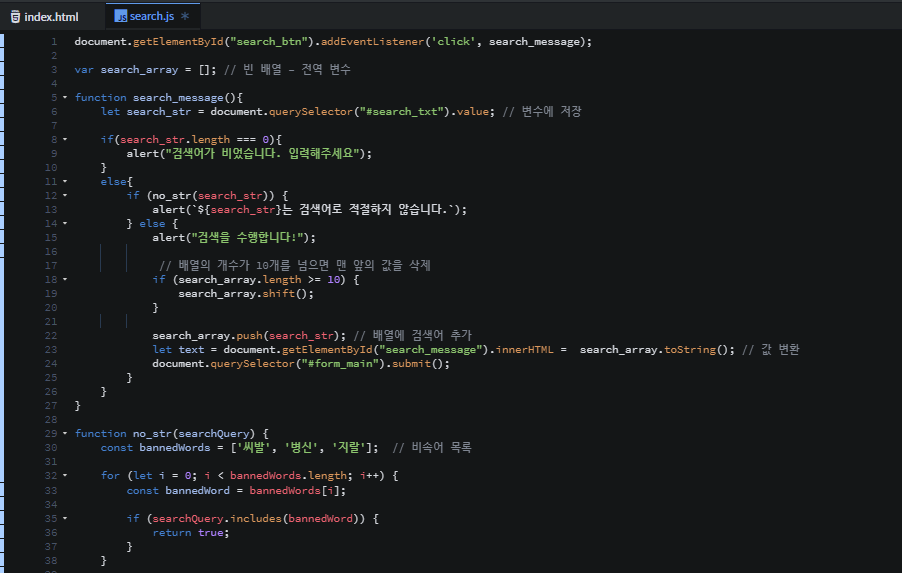 index.html
search.js
1 document.getElementById("search_btn").addEventListener('click', search_message);
2
3 var search_array = []; // 빈 배열 – 전역 변수
4
5 function search_message(){
6 let search_str = document.querySelector("#search_txt").value; // 변수에 저장
7
8 if(search_str.length === 0){
9 alert("검색어가 비었습니다. 입력해주세요");
10 }
11 else{
12 if (no_str(search_str)) {
13 alert(`${search_str}는 검색어로 적절하지 않습니다.`);
14 } else {
15 alert("검색을 수행합니다!");
16
17 // 배열의 개수가 10개를 넘으면 맨 앞의 값을 삭제
18 if (search_array.length >= 10) {
19 search_array.shift();
20 }
21
22 search_array.push(search_str); // 배열에 검색어 추가
23 let text = document.getElementById("search_message").innerHTML = search_array.toString(); // 값 변환
24 document.querySelector("#form_main").submit();
25 }
26 }
27 }
28
29 function no_str(searchQuery) {
30 const bannedWords = ['씨발', '병신', '지랄']; // 비속어 목록
31
32 for (let i = 0; i < bannedWords.length; i++) {
33 const bannedWord = bannedWords[i];
34
35 if (searchQuery.includes(bannedWord)) {
36 return true;
37 }
38 }